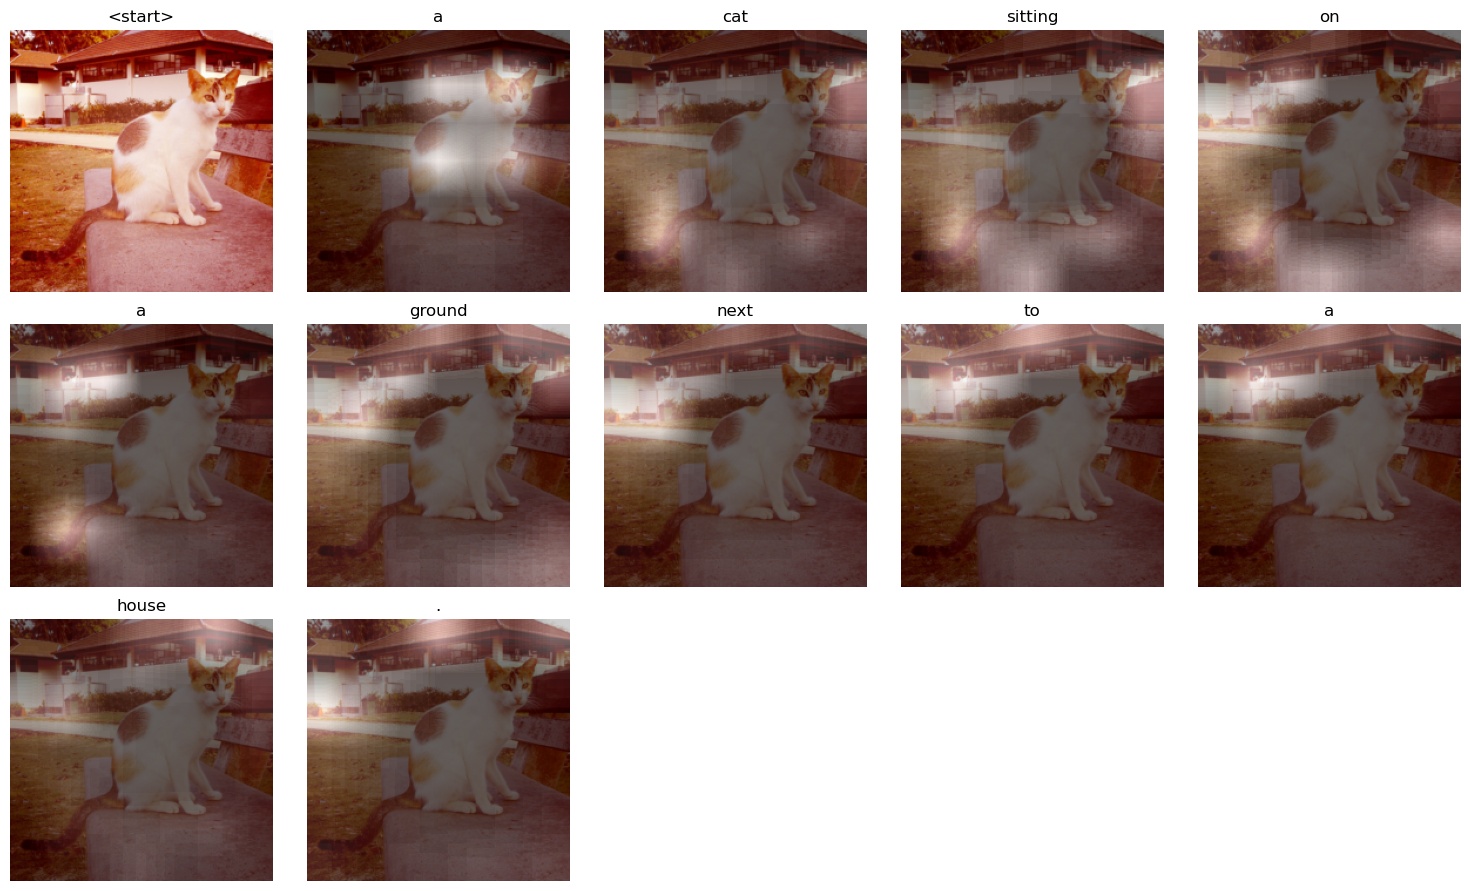 <start> a cat sitting on
a ground next to a
house .